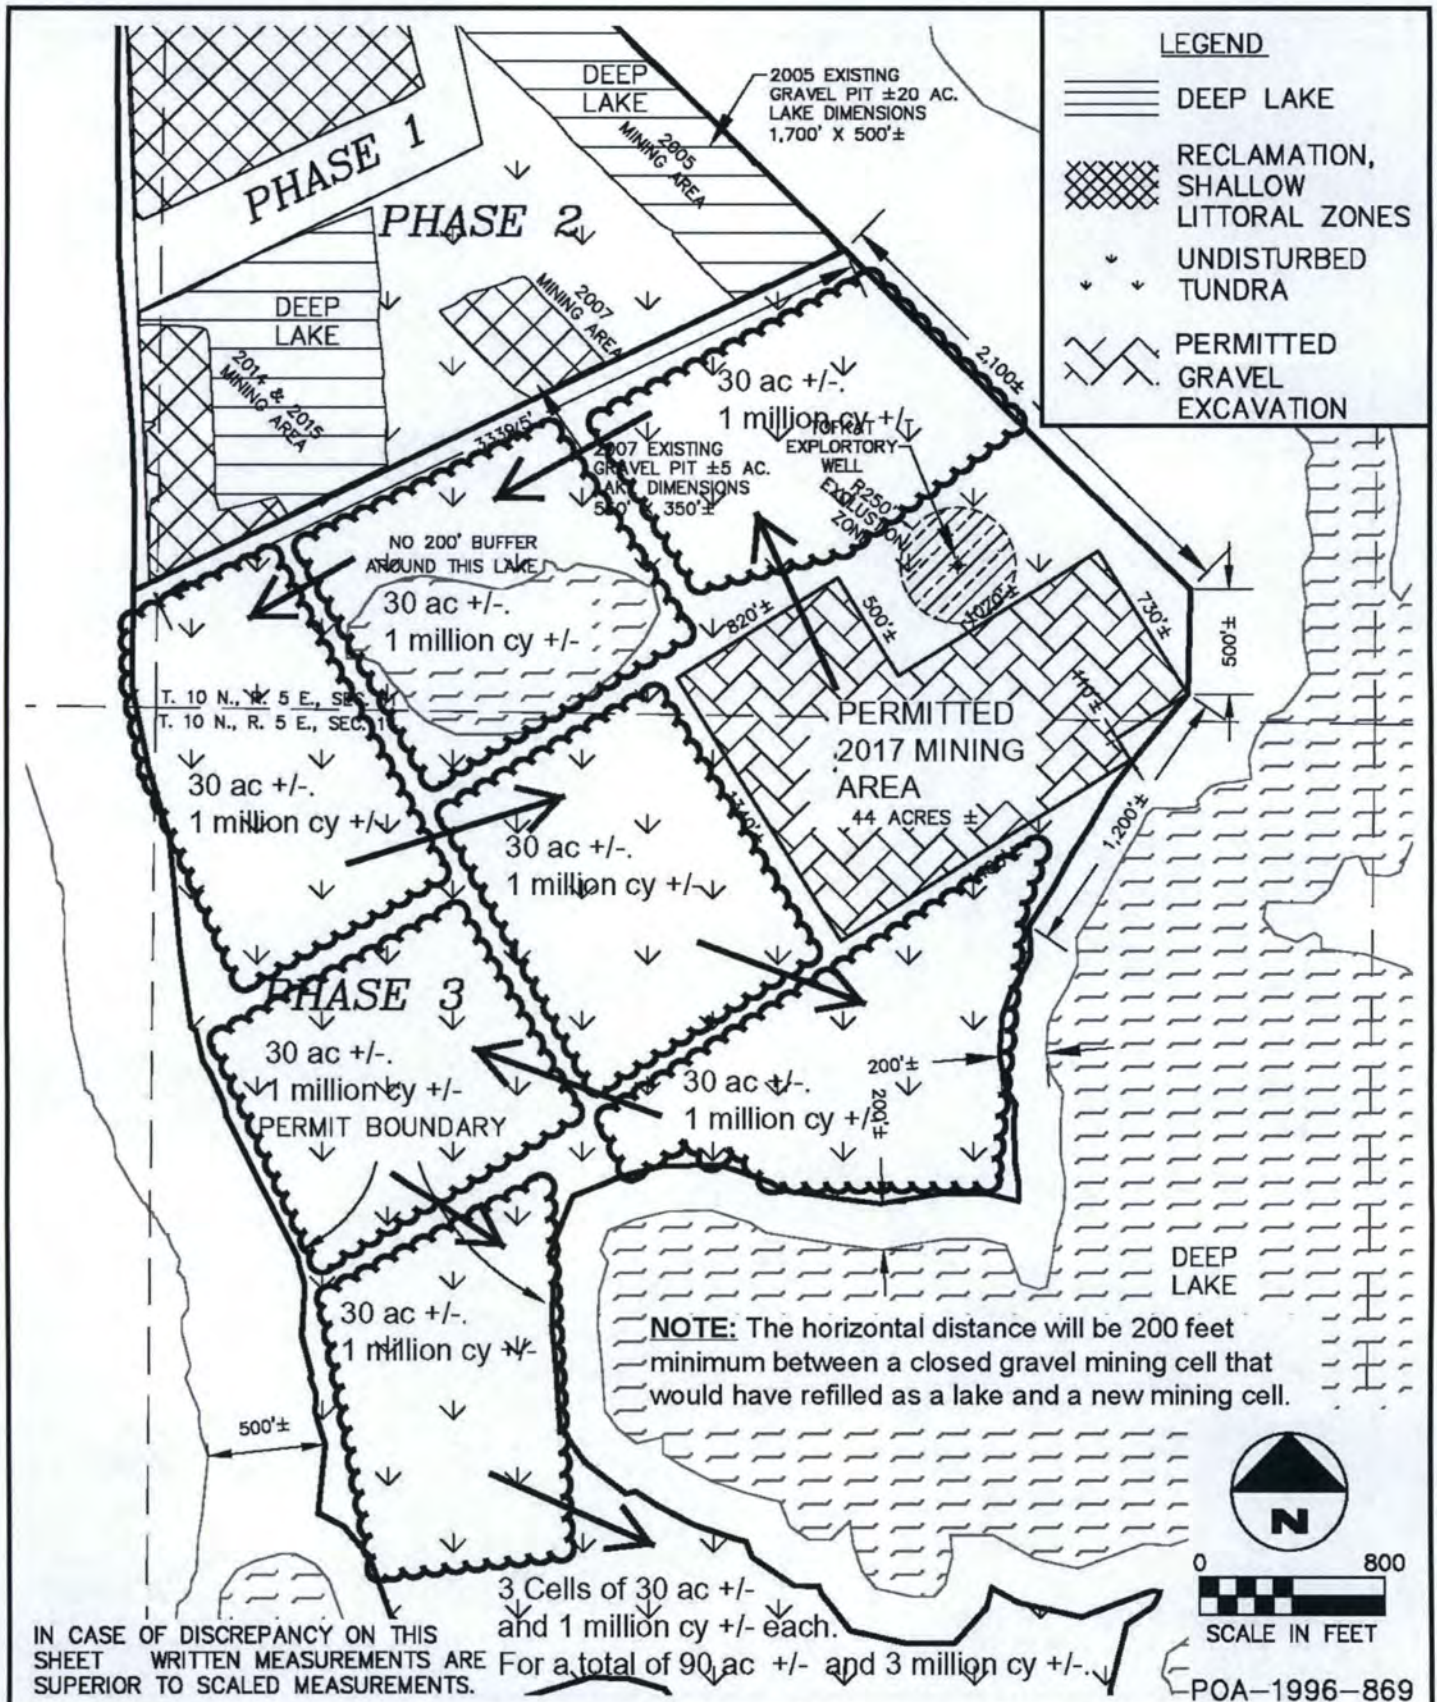 LEGEND
DEEP LAKE
RECLAMATION,
SHALLOW
LITTORAL ZONES
UNDISTURBED
TUNDRA
PERMITTED
GRAVEL
EXCAVATION
DEEP
LAKE
2005 EXISTING
GRAVEL PIT ±20 AC.
LAKE DIMENSIONS
1,700' X 500'±
2005
MINING AREA
PHASE 1
PHASE 2
DEEP
LAKE
2007
MINING AREA
2014 & 2015
MINING AREA
2,100'±
3339.5'
30 ac +/-.
1 million cy +/-
2007 EXISTING
GRAVEL PIT ±5 AC.
LAKE DIMENSIONS
350'±
EXPLORTORY
WELL
R250'
EXCLUSION
ZONE
NO 200' BUFFER
AROUND THIS LAKE
30 ac +/-.
1 million cy +/-
820'±
500'±
1020'±
730'±
500'±
T. 10 N., R. 5 E., SEC.
T. 10 N., R. 5 E., SEC.
PERMITTED
2017 MINING
AREA
44 ACRES ±
1,200'±
30 ac +/-.
1 million cy +/-
30 ac +/-.
1 million cy +/-
PHASE 3
30 ac +/-.
1 million cy +/-
PERMIT BOUNDARY
30 ac +/-.
1 million cy +/-
200'±
200'±
DEEP
LAKE
30 ac +/-.
1 million cy +/-
NOTE: The horizontal distance will be 200 feet
minimum between a closed gravel mining cell that
would have refilled as a lake and a new mining cell.
500'±
N
0 800
SCALE IN FEET
3 Cells of 30 ac +/-
and 1 million cy +/- each.
For a total of 90 ac +/- and 3 million cy +/-.
IN CASE OF DISCREPANCY ON THIS
SHEET WRITTEN MEASUREMENTS ARE
SUPERIOR TO SCALED MEASUREMENTS.
POA-1996-869